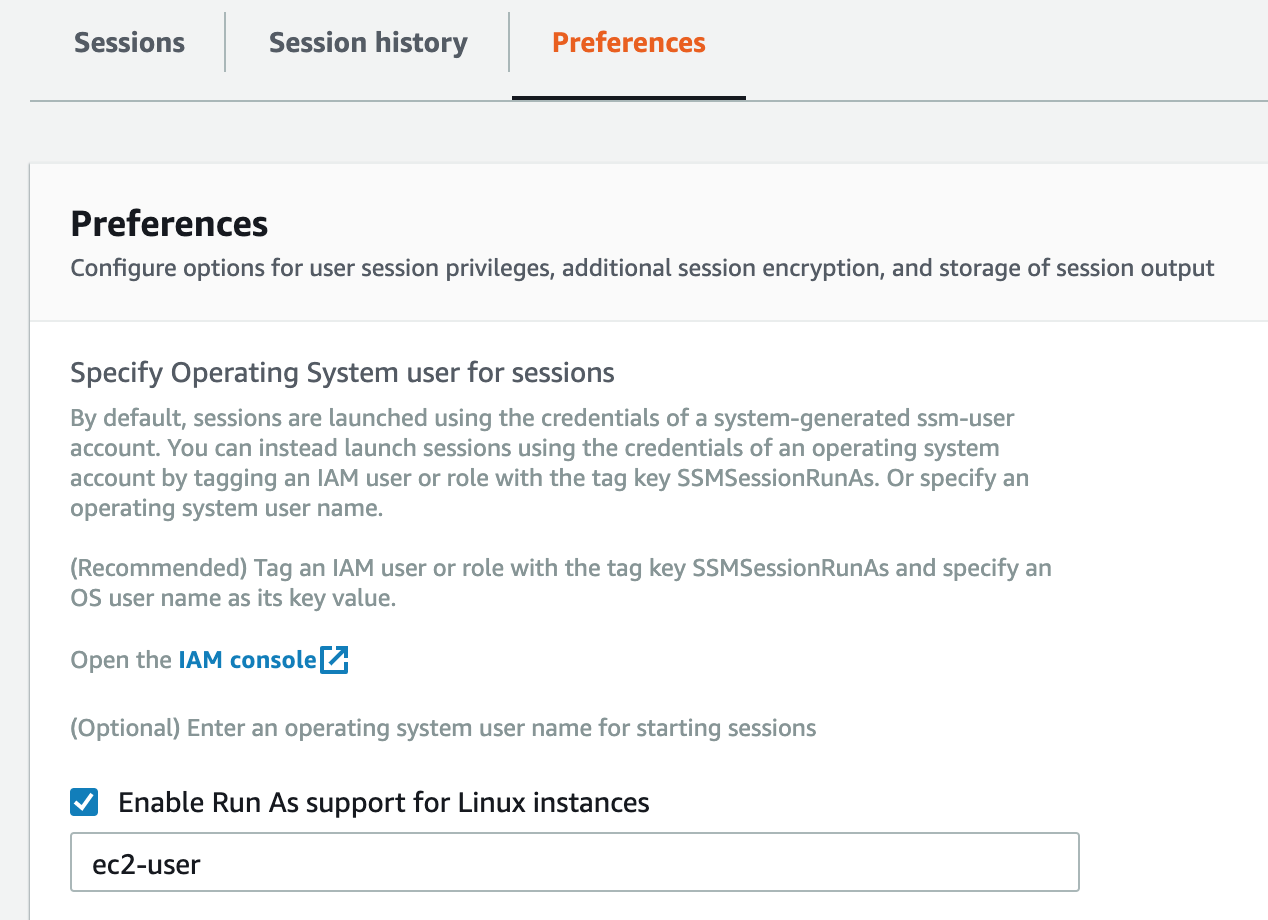 Sessions
Session history
Preferences
Preferences
Configure options for user session privileges, additional session encryption, and storage of session output
Specify Operating System user for sessions
By default, sessions are launched using the credentials of a system-generated ssm-user
account. You can instead launch sessions using the credentials of an operating system
account by tagging an IAM user or role with the tag key SSMSessionRunAs. Or specify an
operating system user name.
(Recommended) Tag an IAM user or role with the tag key SSMSessionRunAs and specify an
OS user name as its key value.
Open the IAM console
(Optional) Enter an operating system user name for starting sessions
Enable Run As support for Linux instances
ec2-user